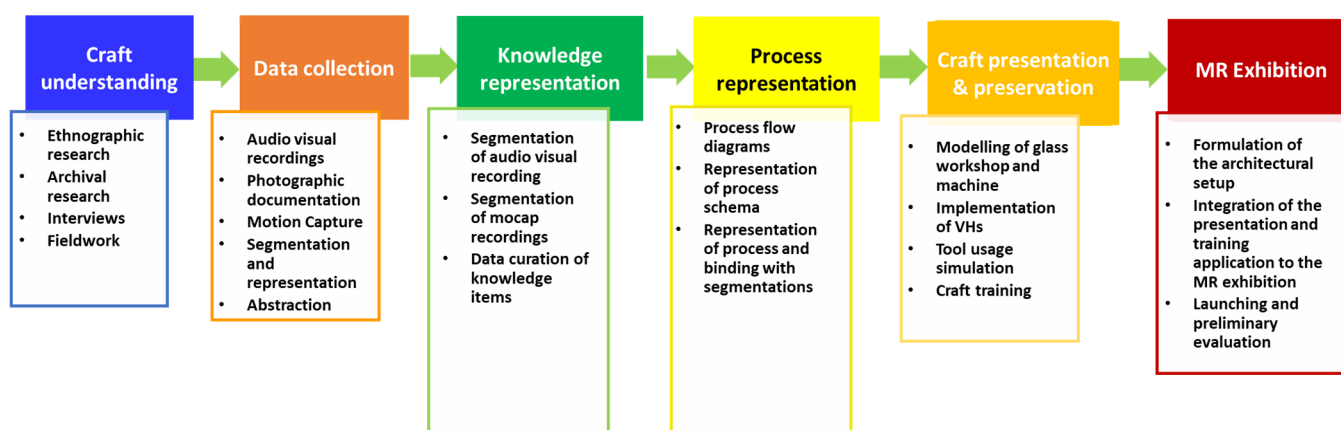 Craft
understanding
• Ethnographic
research
• Archival
research
• Interviews
• Fieldwork
Data collection
• Audio visual
recordings
• Photographic
documentation
• Motion Capture
• Segmentation
and
representation
• Abstraction
Knowledge
representation
• Segmentation
of audio visual
recording
• Segmentation
of mocap
recordings
• Data curation of
knowledge
items
Process
representation
• Process flow
diagrams
• Representation
of process
schema
• Representation
of process and
binding with
segmentations
Craft presentation
& preservation
• Modelling of glass
workshop and
machine
• Implementation
of VHs
• Tool usage
simulation
• Craft training
MR Exhibition
• Formulation of
the architectural
setup
• Integration of the
presentation and
training
application to the
MR exhibition
• Launching and
preliminary
evaluation